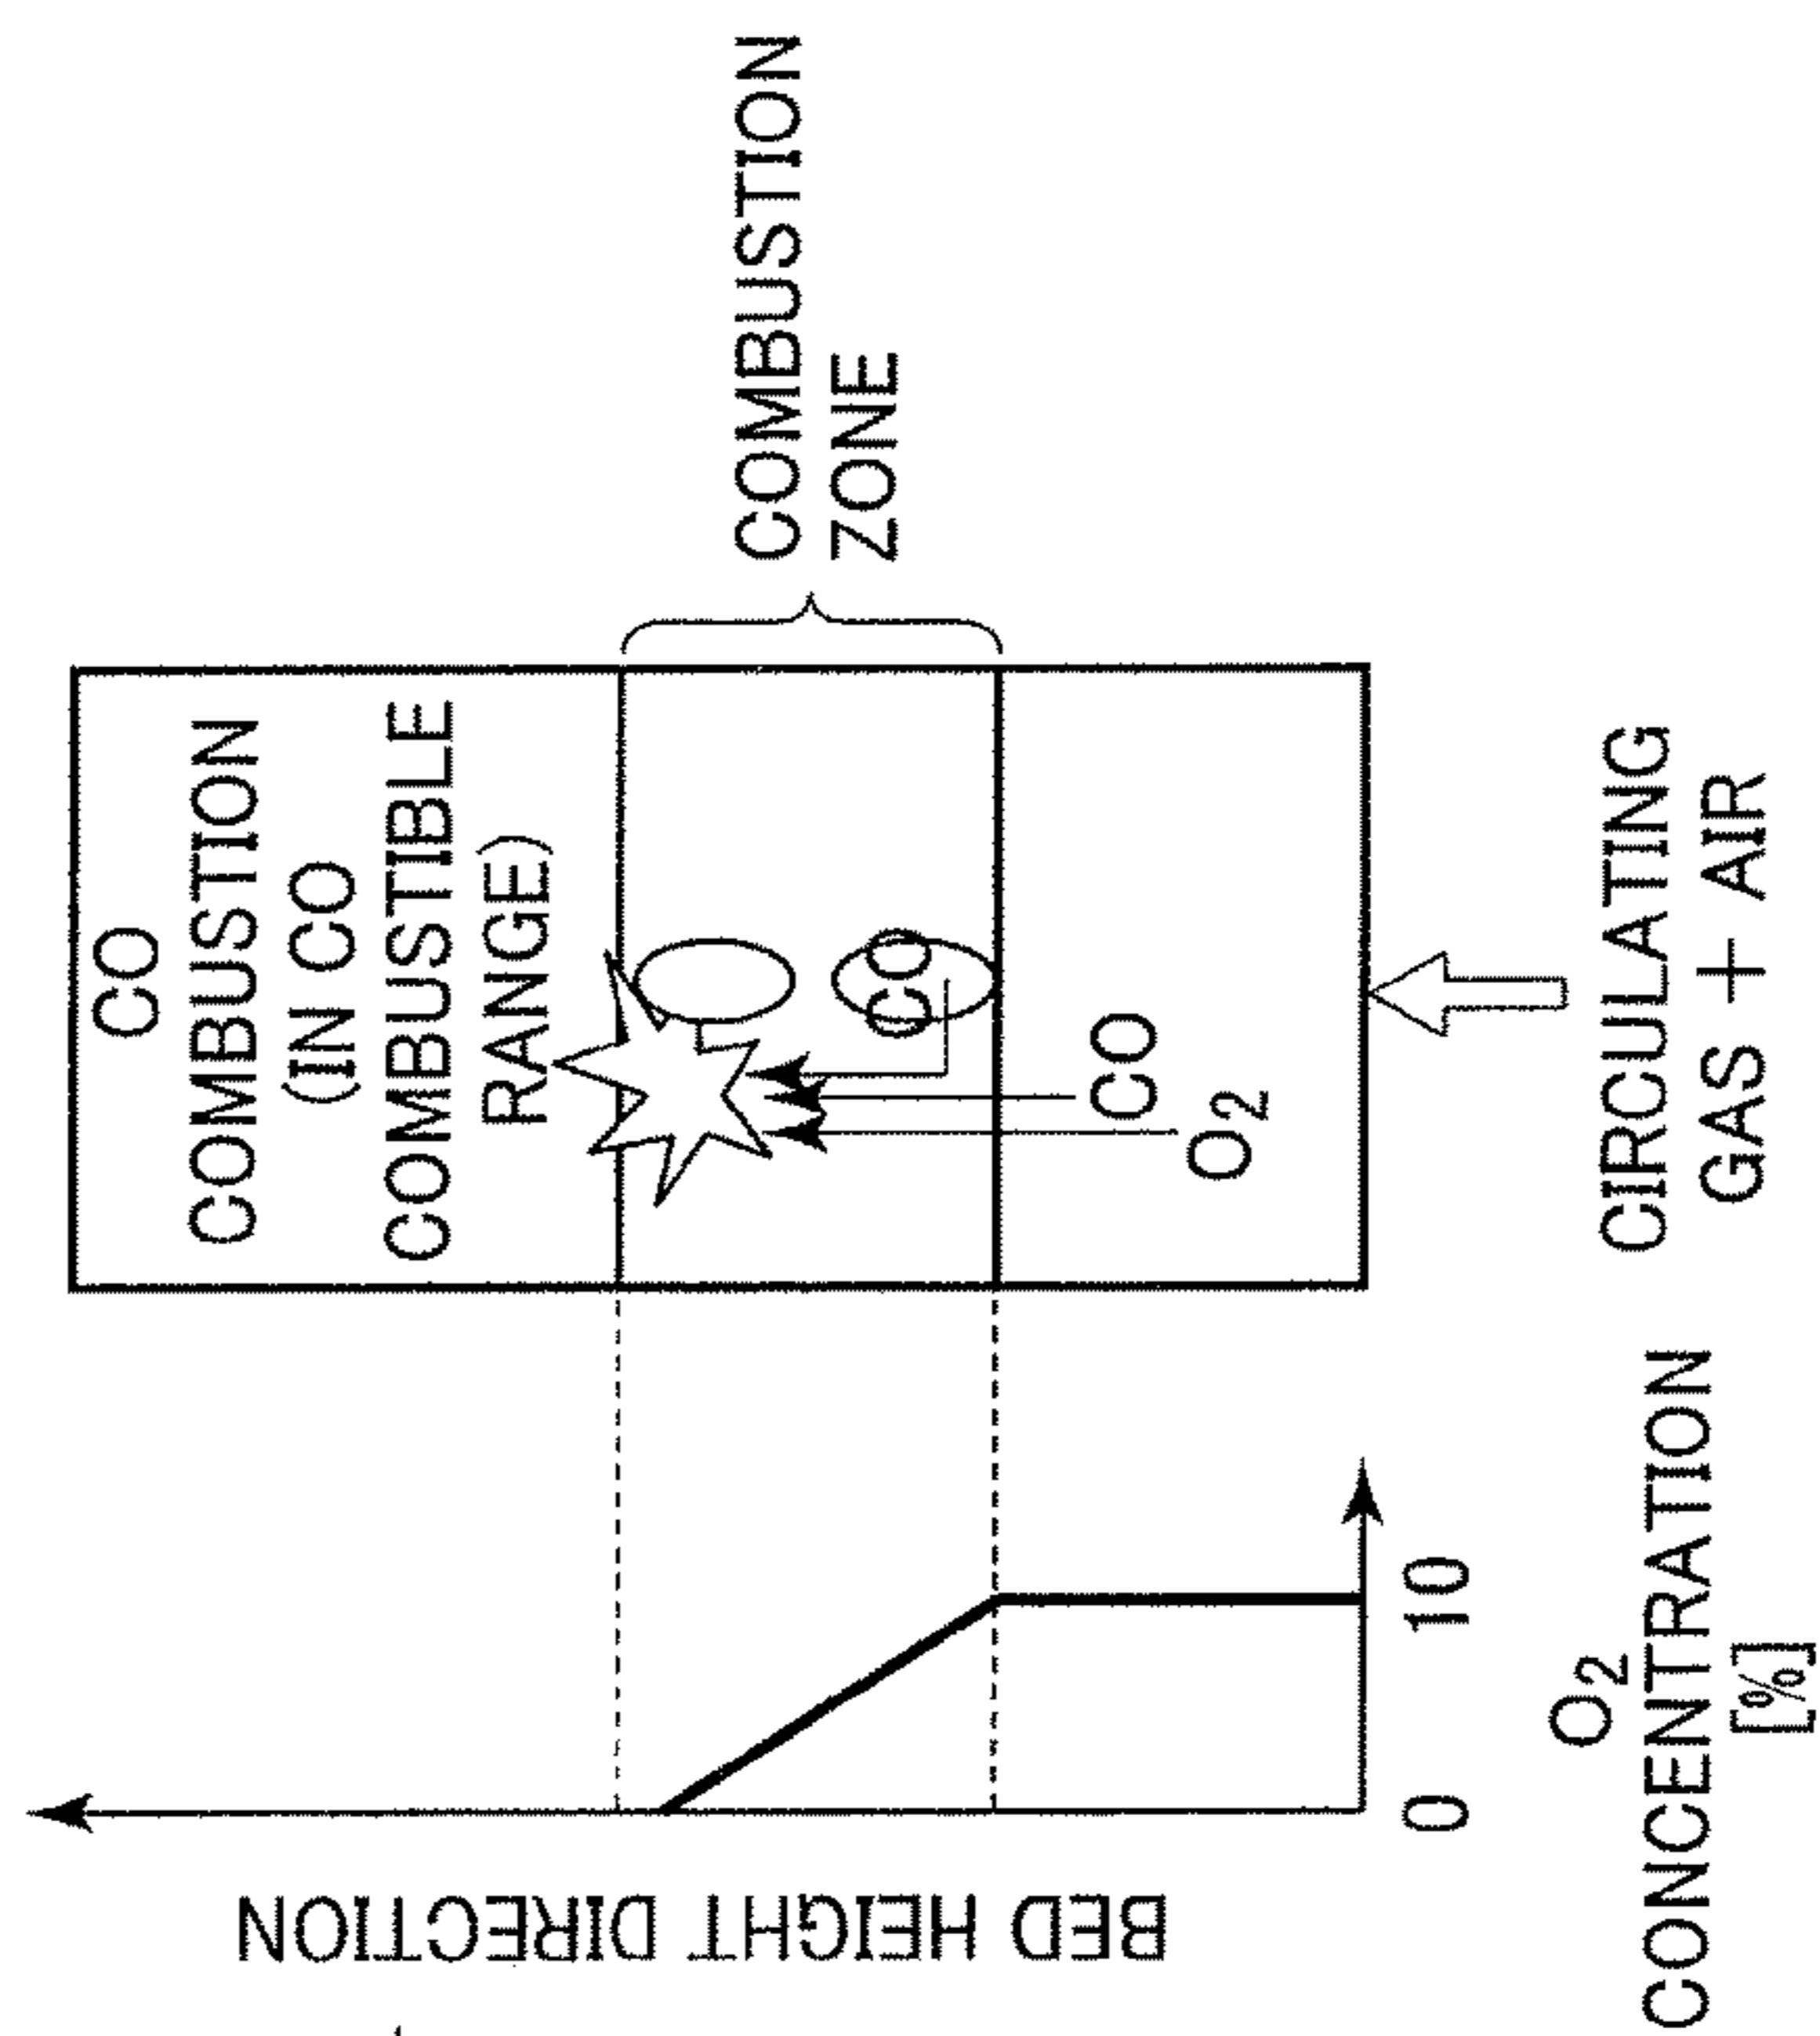 CO
COMBUSTION
(IN CO
COMBUSTIBLE
RANGE)
COMBUSTION
ZONE
CO
CO
O₂
CIRCULATING
GAS + AIR
BED HEIGHT DIRECTION
0
10
O₂
CONCENTRATION
[%]